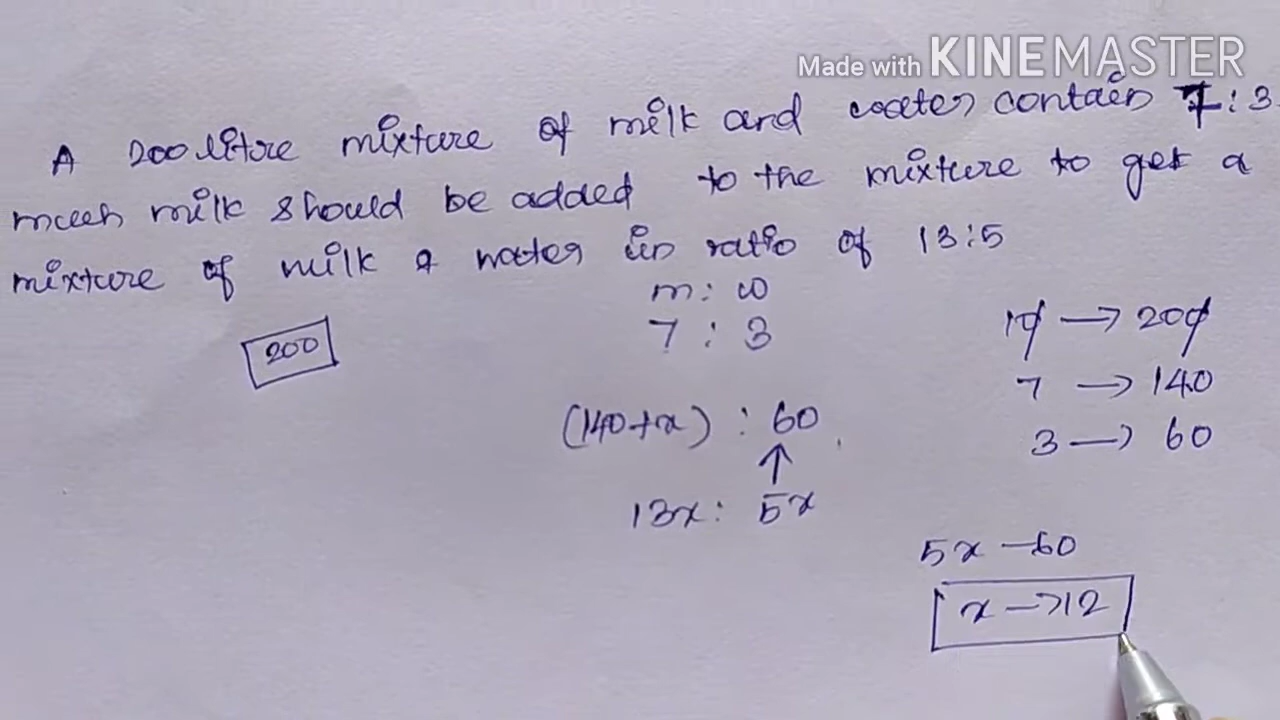 Made with KINEMASTER
A 200 litre mixture of milk and water contain 7:3
much milk should be added to the mixture to get a
mixture of milk & water in ratio of 13:5
m : w
7 : 3
200
10 → 200
7 → 140
3 → 60
(140+x) : 60
↑
13x : 5x
5x - 60
x → 12